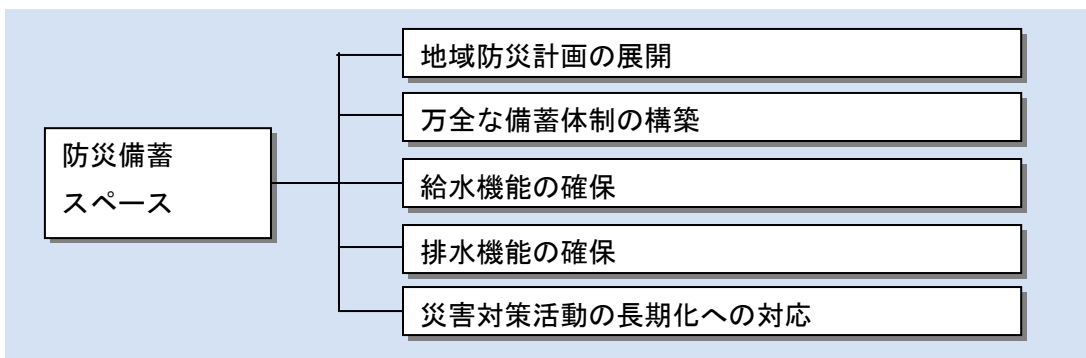 地域防災計画の展開
万全な備蓄体制の構築
防災備蓄
スペース
給水機能の確保
排水機能の確保
災害対策活動の長期化への対応